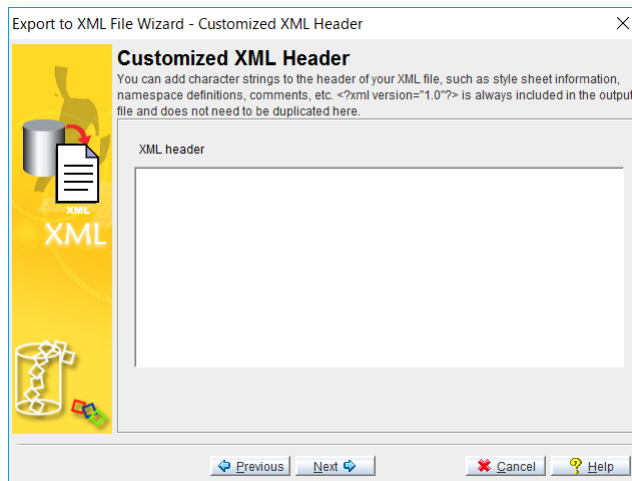 Export to XML File Wizard - Customized XML Header
Customized XML Header
You can add character strings to the header of your XML file, such as style sheet information,
namespace definitions, comments, etc. <?xml version="1.0"?> is always included in the output
file and does not need to be duplicated here.
XML header
XML
XML
Previous
Next
Cancel
Help